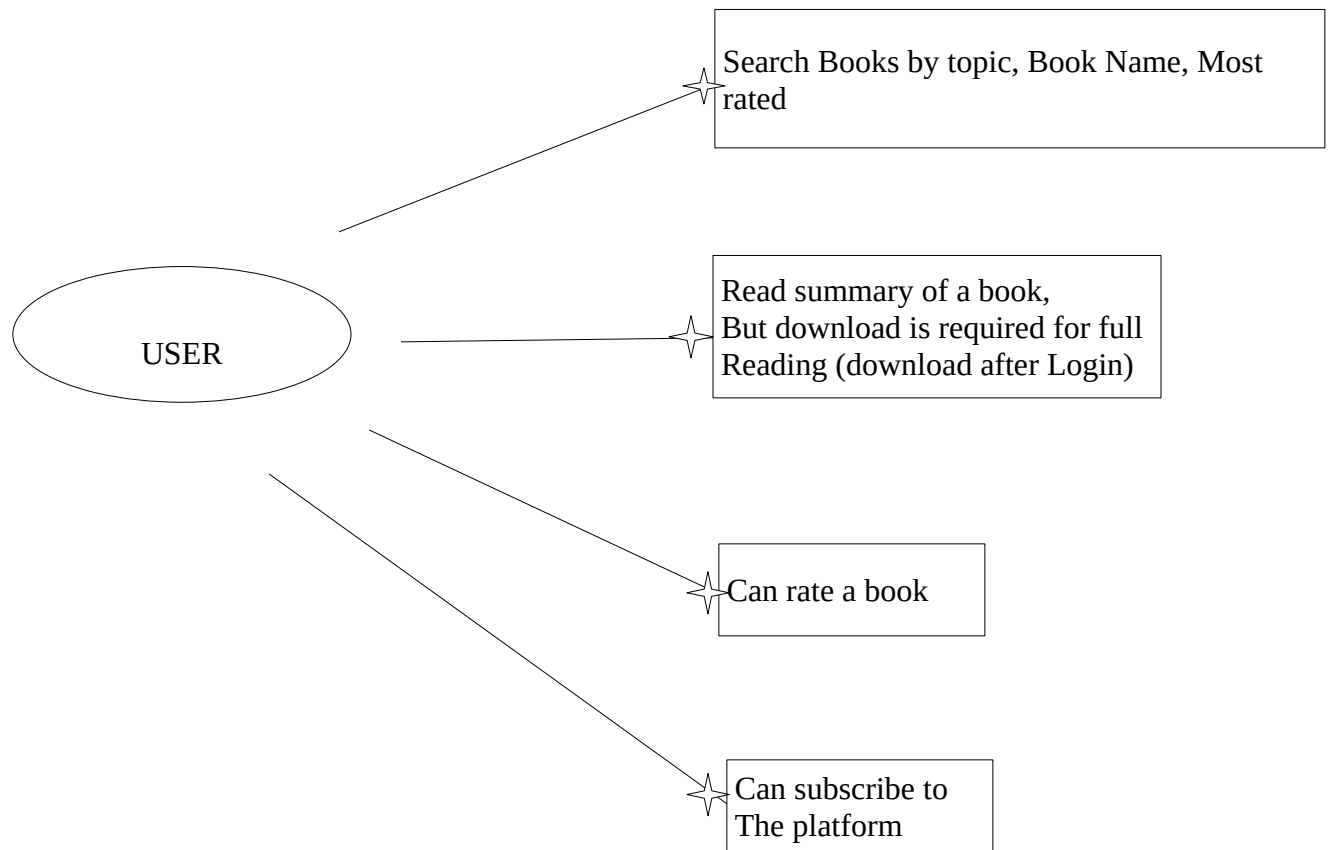 Search Books by topic, Book Name, Most
rated
Read summary of a book,
But download is required for full
Reading (download after Login)
USER
Can rate a book
Can subscribe to
The platform